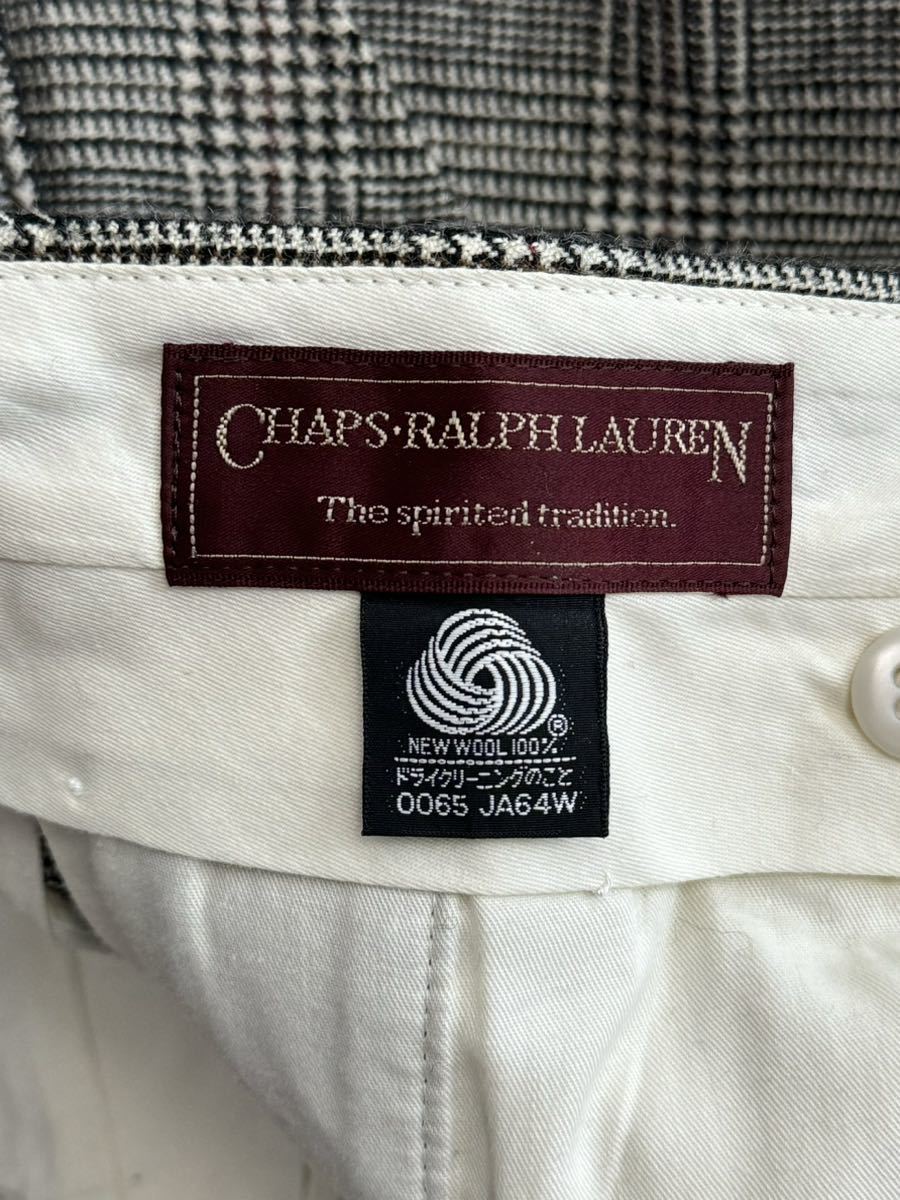 CHAPS·RALPH LAUREN
The spirited tradition.
®
NEW WOOL 100%
ドライクリーニングのこと
0065 JA64W